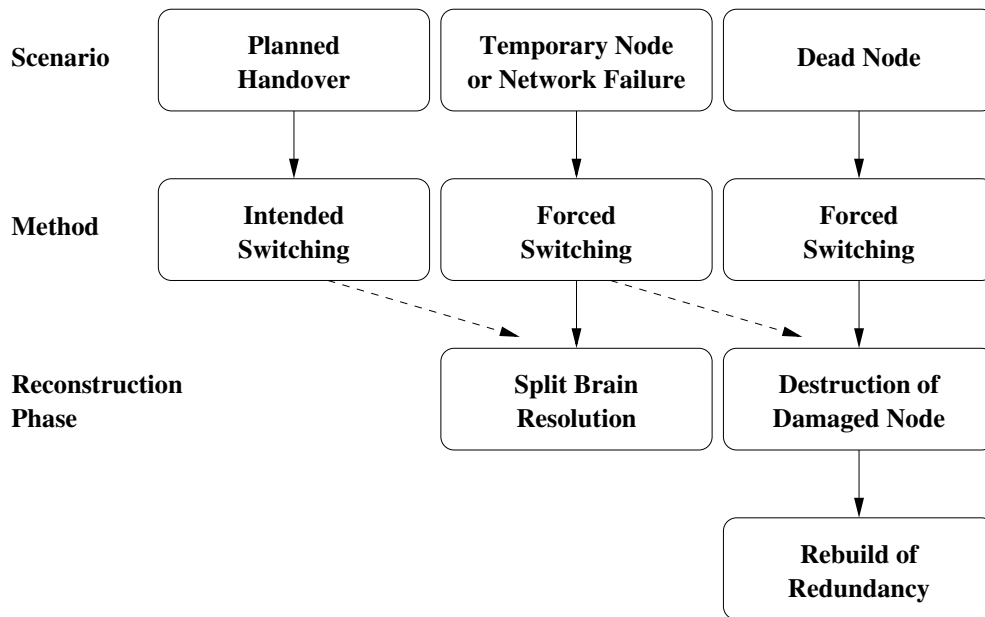 Scenario
Planned
Handover
Temporary Node
or Network Failure
Dead Node
Method
Intended
Switching
Forced
Switching
Forced
Switching
Reconstruction
Phase
Split Brain
Resolution
Destruction of
Damaged Node
Rebuild of
Redundancy